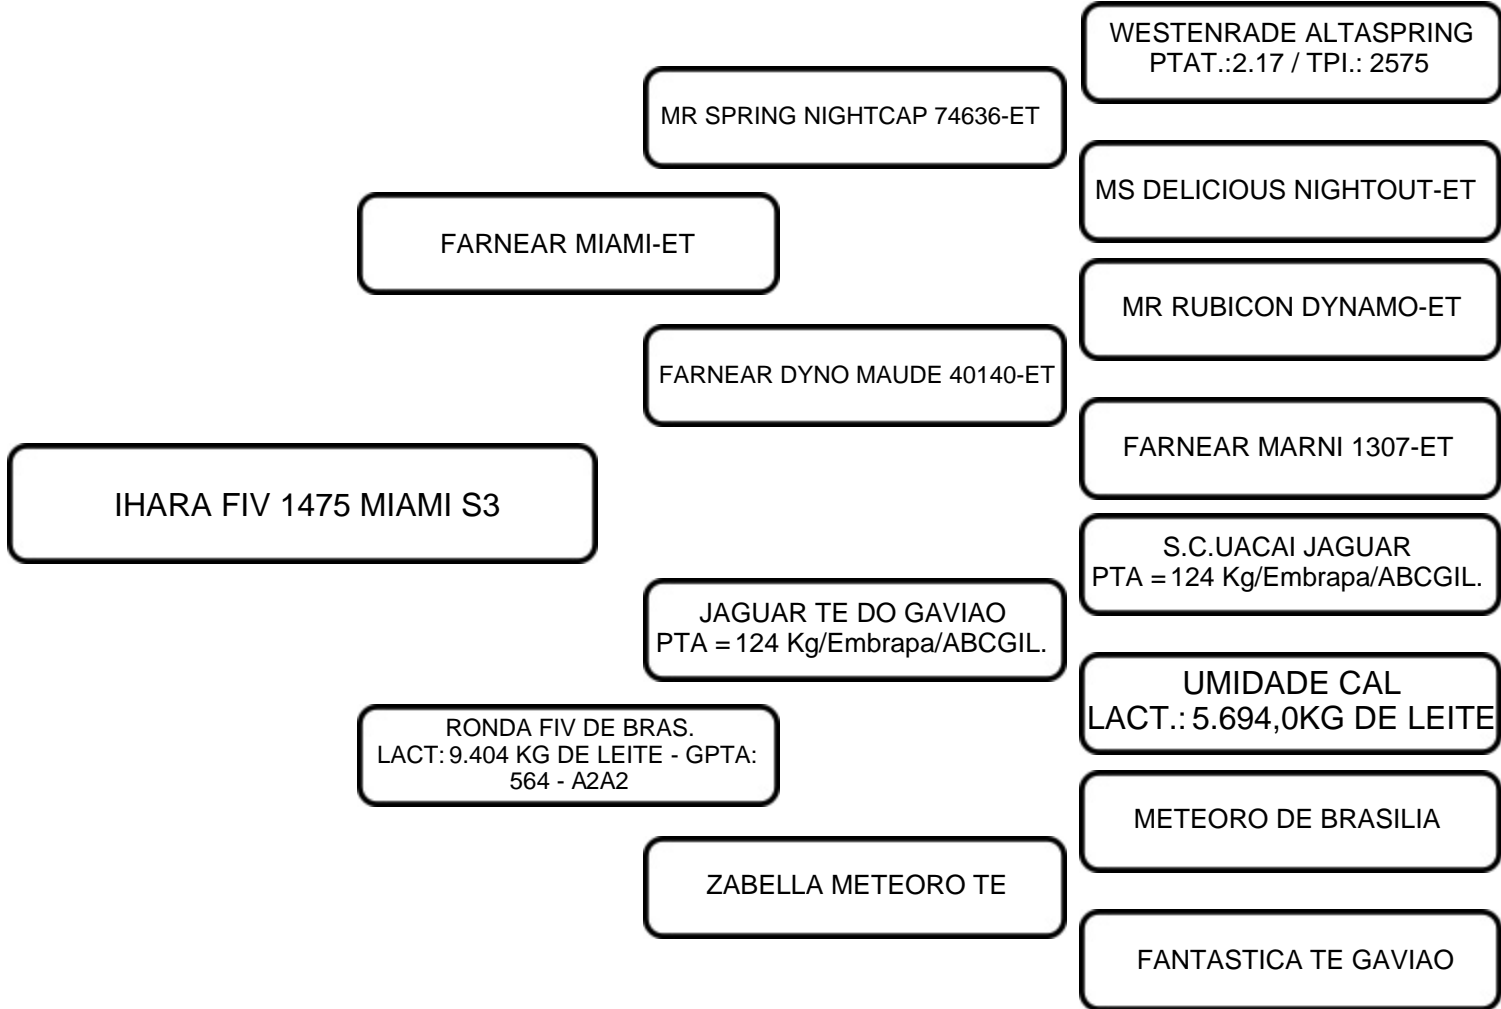 WESTENRADE ALTASPRING
PTAT.:2.17 / TPI.: 2575
MR SPRING NIGHTCAP 74636-ET
MS DELICIOUS NIGHTOUT-ET
FARNEAR MIAMI-ET
MR RUBICON DYNAMO-ET
FARNEAR DYNO MAUDE 40140-ET
FARNEAR MARNI 1307-ET
IHARA FIV 1475 MIAMI S3
S.C.UACAI JAGUAR
PTA = 124 Kg/Embrapa/ABCGIL.
JAGUAR TE DO GAVIAO
PTA = 124 Kg/Embrapa/ABCGIL.
UMIDADE CAL
LACT.: 5.694,0KG DE LEITE
RONDA FIV DE BRAS.
LACT: 9.404 KG DE LEITE - GPTA:
564 - A2A2
METEORO DE BRASILIA
ZABELLA METEORO TE
FANTASTICA TE GAVIAO